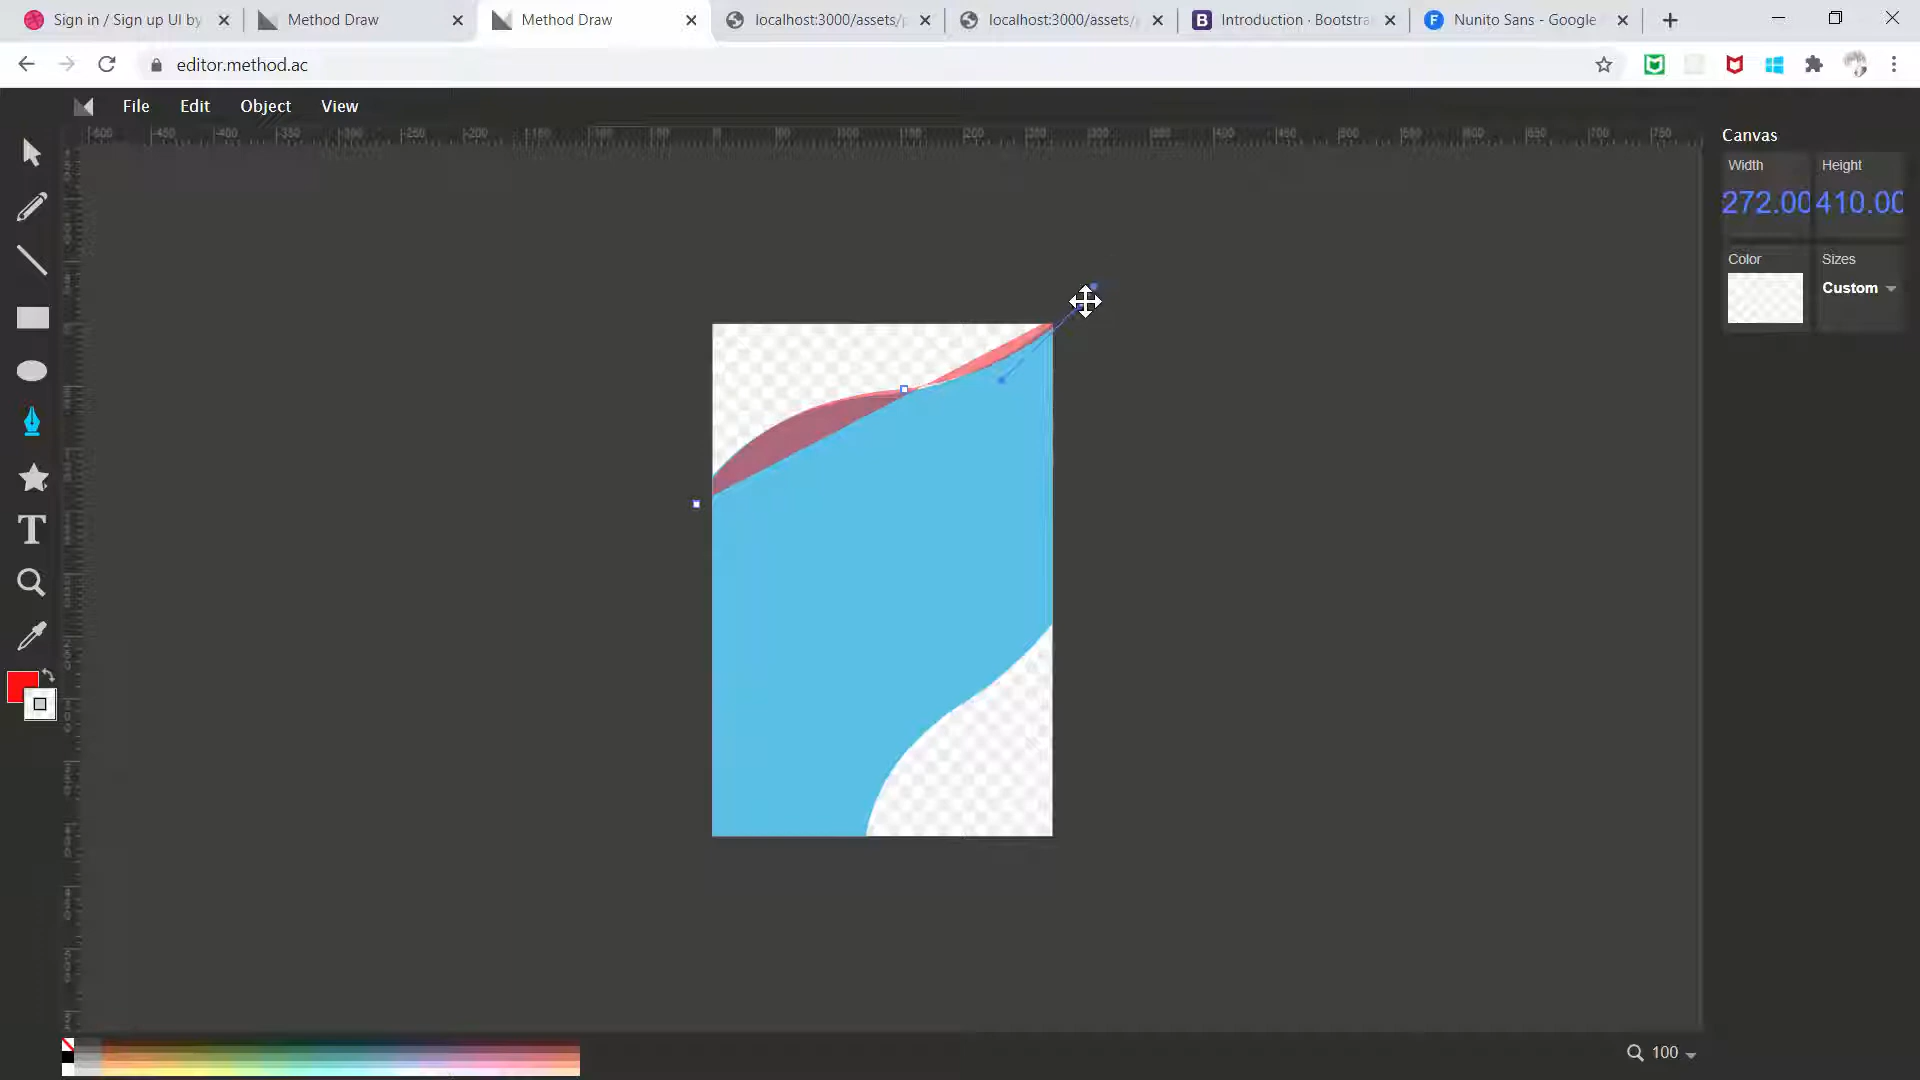 Sign in / Sign up UI by
Method Draw
Method Draw
localhost:3000/assets/
localhost:3000/assets/
Introduction · Bootstra
Nunito Sans - Google
editor.method.ac
File
Edit
Object
View
Canvas
Width
Height
272.00
410.00
Color
Sizes
Custom
T
100